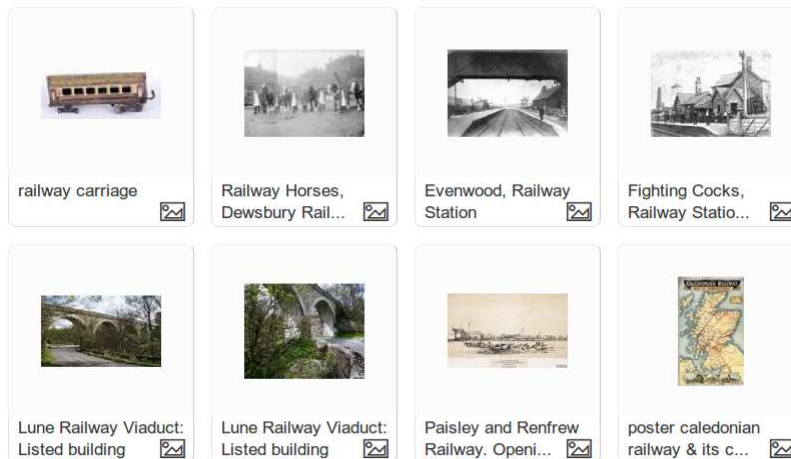 railway carriage
Railway Horses,
Dewsbury Rail...
Evenwood, Railway
Station
Fighting Cocks,
Railway Statio...
CALEDONIAN RAILWAY
Lune Railway Viaduct:
Listed building
Lune Railway Viaduct:
Listed building
Paisley and Renfrew
Railway. Openi...
poster caledonian
railway & its c...